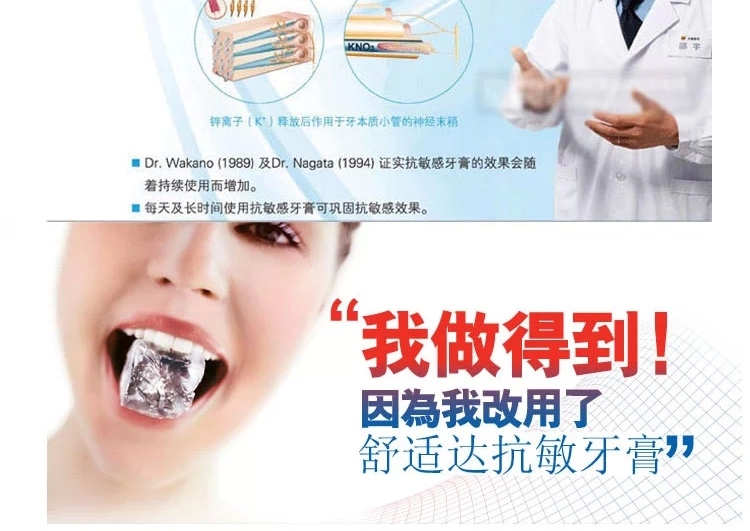 KNO₃
钾离子（K⁺）释放后作用于牙本质小管的神经末稍
■ Dr. Wakano (1989) 及Dr. Nagata (1994) 证实抗敏感牙膏的效果会随
着持续使用而增加。
■ 每天及长时间使用抗敏感牙膏可巩固抗敏感效果。
“我做得到！
因為我改用了
舒适达抗敏牙膏”